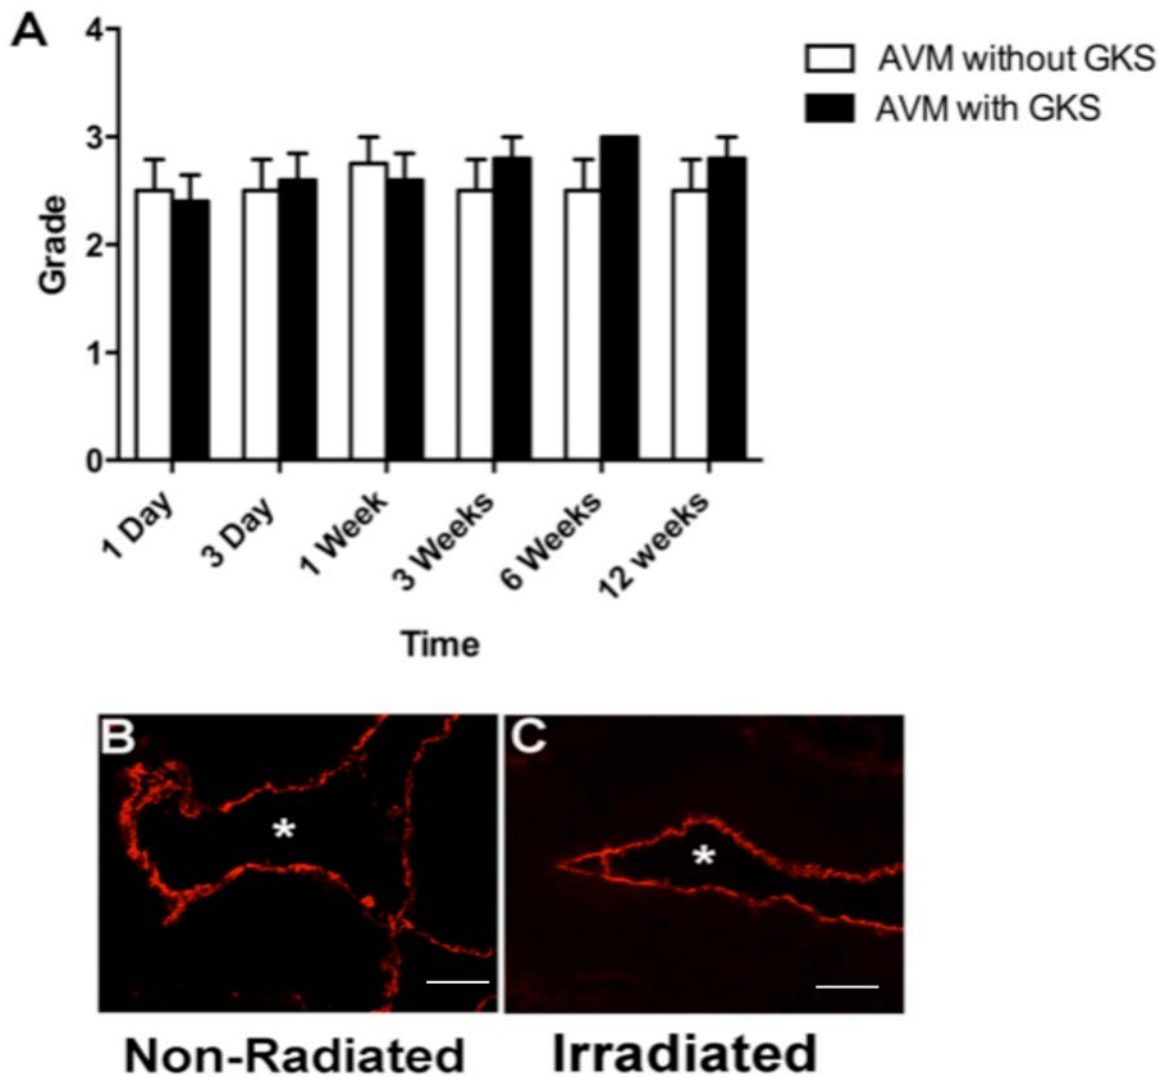 A
4
3
2
1
0
Grade
AVM without GKS
AVM with GKS
1 Day
3 Day
1 Week
3 Weeks
6 Weeks
12 weeks
Time
B
*
C
*
Non-Radiated
Irradiated